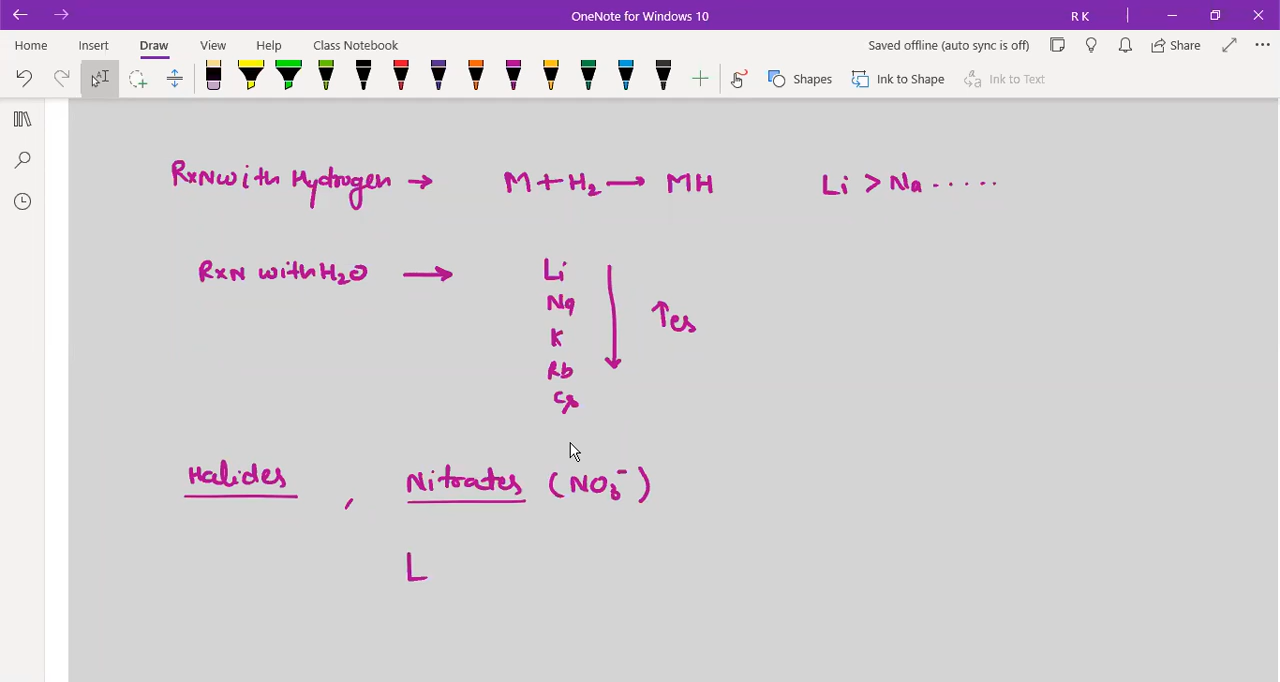 OneNote for Windows 10
R K
Home Insert Draw View Help Class Notebook
Saved offline (auto sync is off)
Share
Shapes
Ink to Shape
Ink to Text
RxN with Hydrogen → M + H₂ → MH Li > Na ......
RxN with H₂O → Li
Na
K
Rb
Cs
↑es
Halides , Nitrates (NO₃⁻)
L